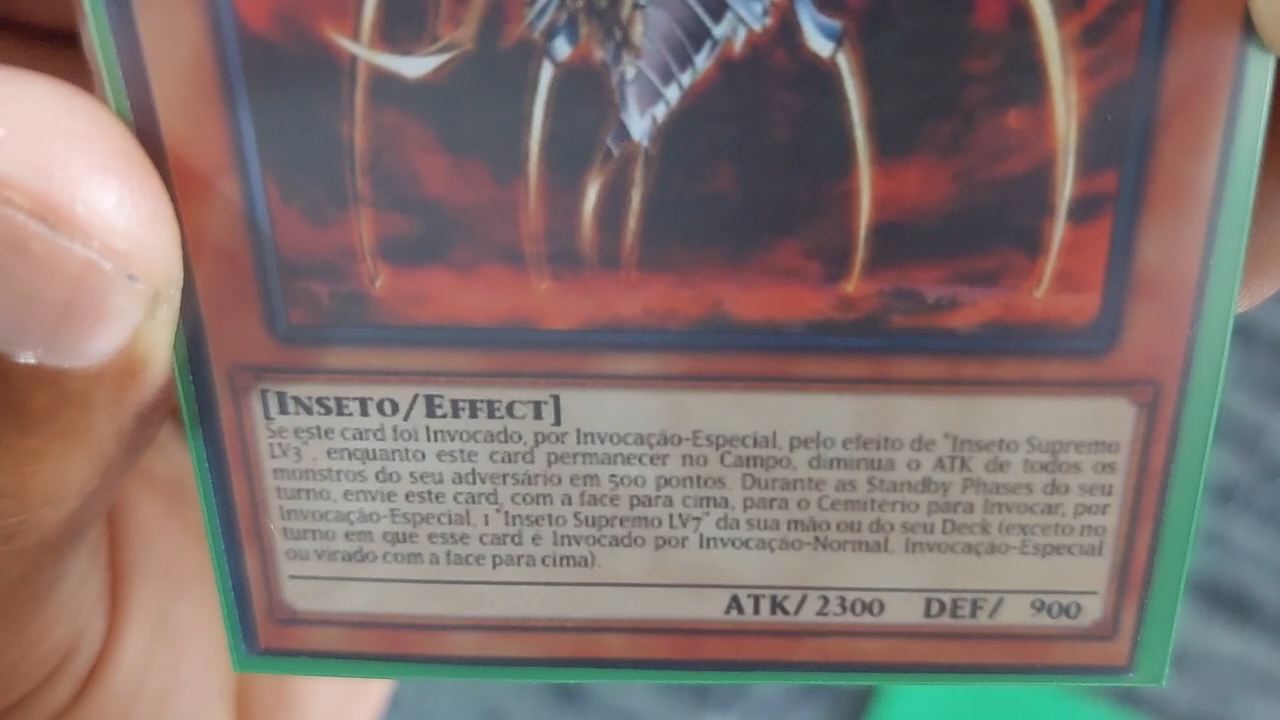 [INSETO/EFFECT]
Se este card foi Invocado, por Invocação-Especial, pelo efeito de "Inseto Supremo
LV3", enquanto este card permanecer no Campo, diminua o ATK de todos os
monstros do seu adversário em 500 pontos. Durante as Standby Phases do seu
turno, envie este card, com a face para cima, para o Cemitério para Invocar, por
Invocação-Especial, 1 "Inseto Supremo LV7" da sua mão ou do seu Deck (exceto no
turno em que esse card é Invocado por Invocação-Normal, Invocação-Especial
ou virado com a face para cima).
ATK/ 2300 DEF/ 900